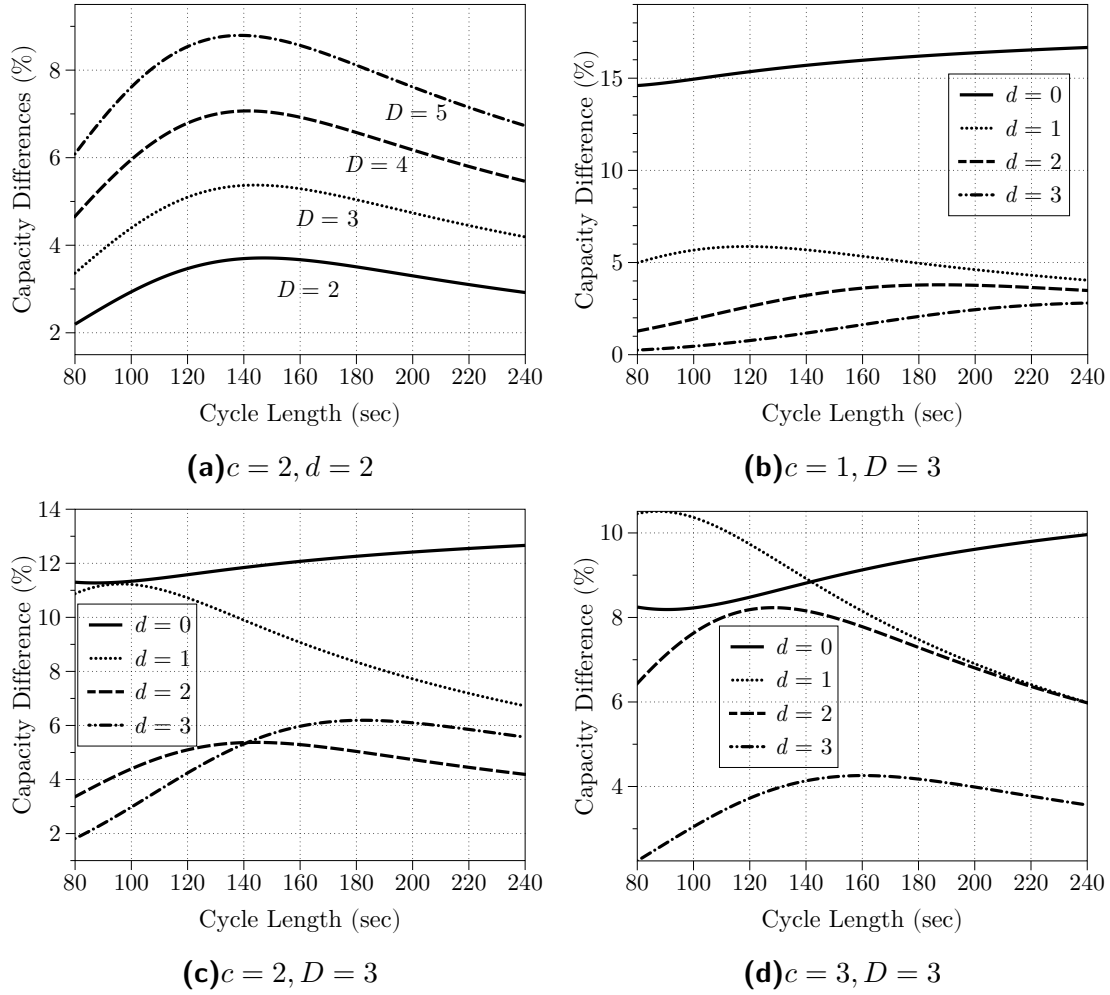 Capacity Differences (%)
8
6
4
2
D = 5
D = 4
D = 3
D = 2
80 100 120 140 160 180 200 220 240
Cycle Length (sec)
(a)c = 2, d = 2
Capacity Difference (%)
15
10
5
0
d = 0
d = 1
d = 2
d = 3
80 100 120 140 160 180 200 220 240
Cycle Length (sec)
(b)c = 1, D = 3
Capacity Difference (%)
14
12
10
8
6
4
2
d = 0
d = 1
d = 2
d = 3
80 100 120 140 160 180 200 220 240
Cycle Length (sec)
(c)c = 2, D = 3
Capacity Difference (%)
10
8
6
4
d = 0
d = 1
d = 2
d = 3
80 100 120 140 160 180 200 220 240
Cycle Length (sec)
(d)c = 3, D = 3